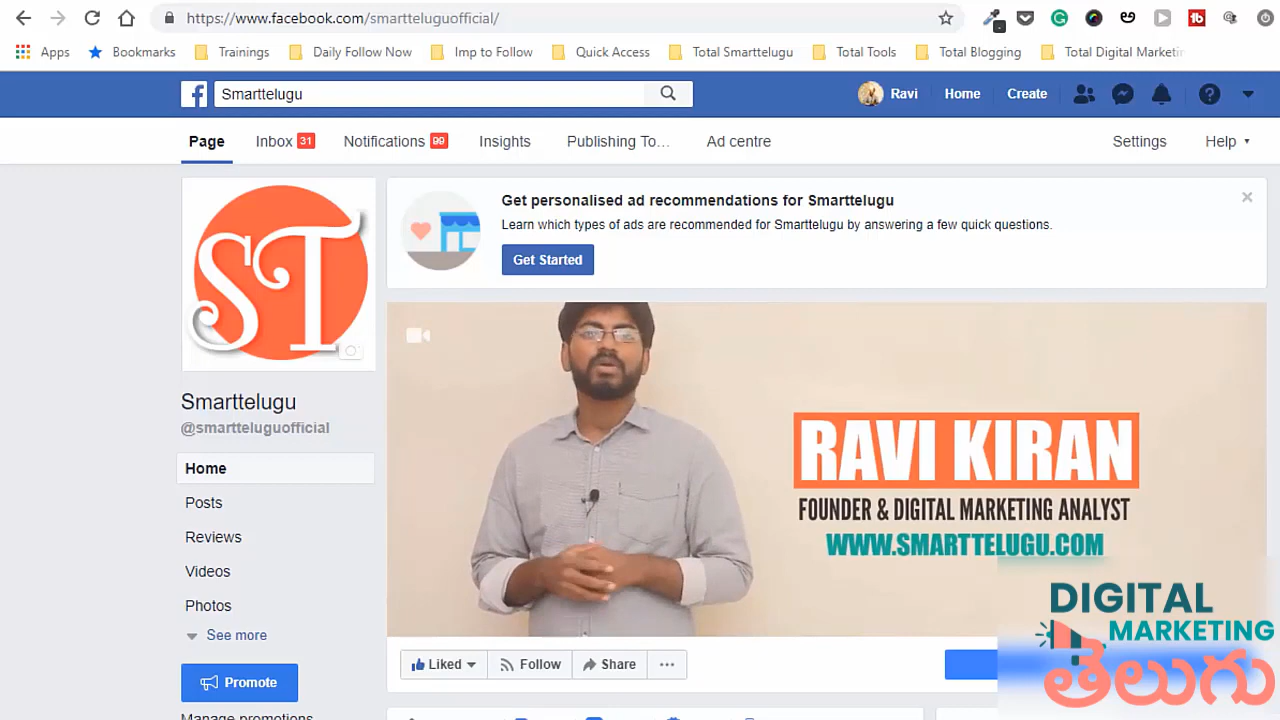 https://www.facebook.com/smartteluguofficial/
Apps Bookmarks Trainings Daily Follow Now Imp to Follow Quick Access Total Smarttelugu Total Tools Total Blogging Total Digital Marketin
Smarttelugu Ravi Home Create
Page Inbox 31 Notifications 99 Insights Publishing To... Ad centre Settings Help
Get personalised ad recommendations for Smarttelugu
Learn which types of ads are recommended for Smarttelugu by answering a few quick questions.
Get Started
ST
Smarttelugu
@smartteluguofficial
Home
Posts
Reviews
Videos
Photos
See more
Promote
Manage promotions
RAVI KIRAN
FOUNDER & DIGITAL MARKETING ANALYST
WWW.SMARTTELUGU.COM
Liked Follow Share
DIGITAL
MARKETING
తెలుగు